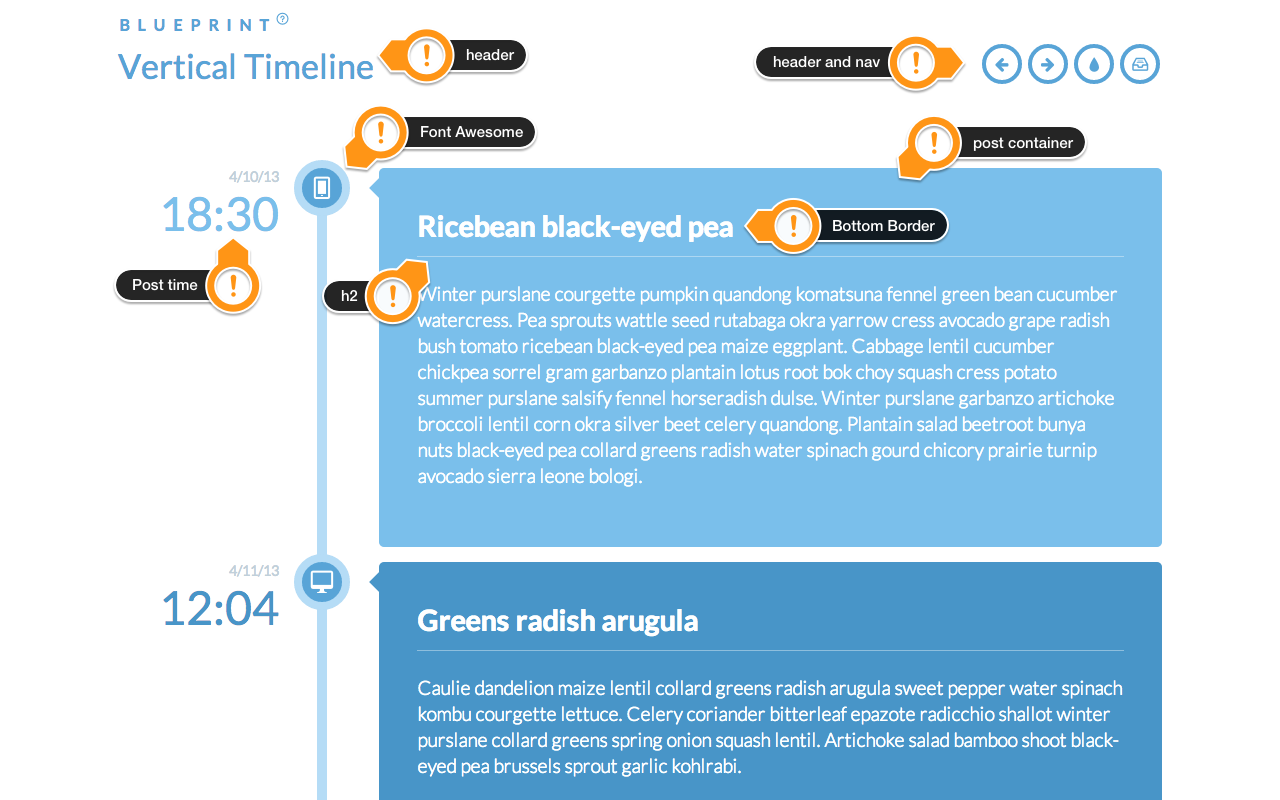 BLUEPRINT ?
Vertical Timeline
header
header and nav
Font Awesome
post container
4/10/13
18:30
Post time
Ricebean black-eyed pea
Bottom Border
h2
Winter purslane courgette pumpkin quandong komatsuna fennel green bean cucumber
watercress. Pea sprouts wattle seed rutabaga okra yarrow cress avocado grape radish
bush tomato ricebean black-eyed pea maize eggplant. Cabbage lentil cucumber
chickpea sorrel gram garbanzo plantain lotus root bok choy squash cress potato
summer purslane salsify fennel horseradish dulse. Winter purslane garbanzo artichoke
broccoli lentil corn okra silver beet celery quandong. Plantain salad beetroot bunya
nuts black-eyed pea collard greens radish water spinach gourd chicory prairie turnip
avocado sierra leone bologi.
4/11/13
12:04
Greens radish arugula
Caulie dandelion maize lentil collard greens radish arugula sweet pepper water spinach
kombu courgette lettuce. Celery coriander bitterleaf epazote radicchio shallot winter
purslane collard greens spring onion squash lentil. Artichoke salad bamboo shoot black-
eyed pea brussels sprout garlic kohlrabi.